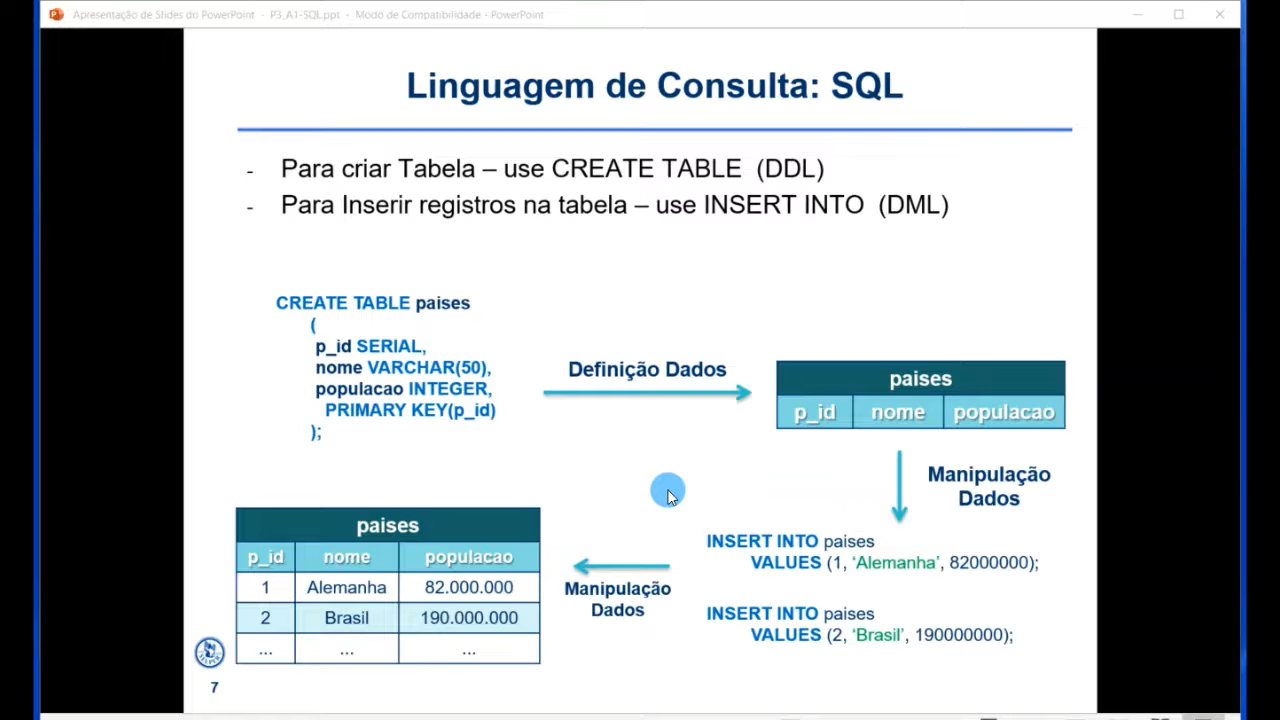 Apresentação de Slides do PowerPoint - P3_A1-SQL.ppt - Modo de Compatibilidade - PowerPoint
Linguagem de Consulta: SQL
- Para criar Tabela – use CREATE TABLE (DDL)
- Para Inserir registros na tabela – use INSERT INTO (DML)
CREATE TABLE paises
(
p_id SERIAL,
nome VARCHAR(50),
populacao INTEGER,
PRIMARY KEY(p_id)
);
Definição Dados
paises
p_id nome populacao
Manipulação
Dados
INSERT INTO paises
VALUES (1, ‘Alemanha’, 82000000);
INSERT INTO paises
VALUES (2, ‘Brasil’, 190000000);
Manipulação
Dados
paises
p_id nome populacao
1 Alemanha 82.000.000
2 Brasil 190.000.000
... ... ...
7